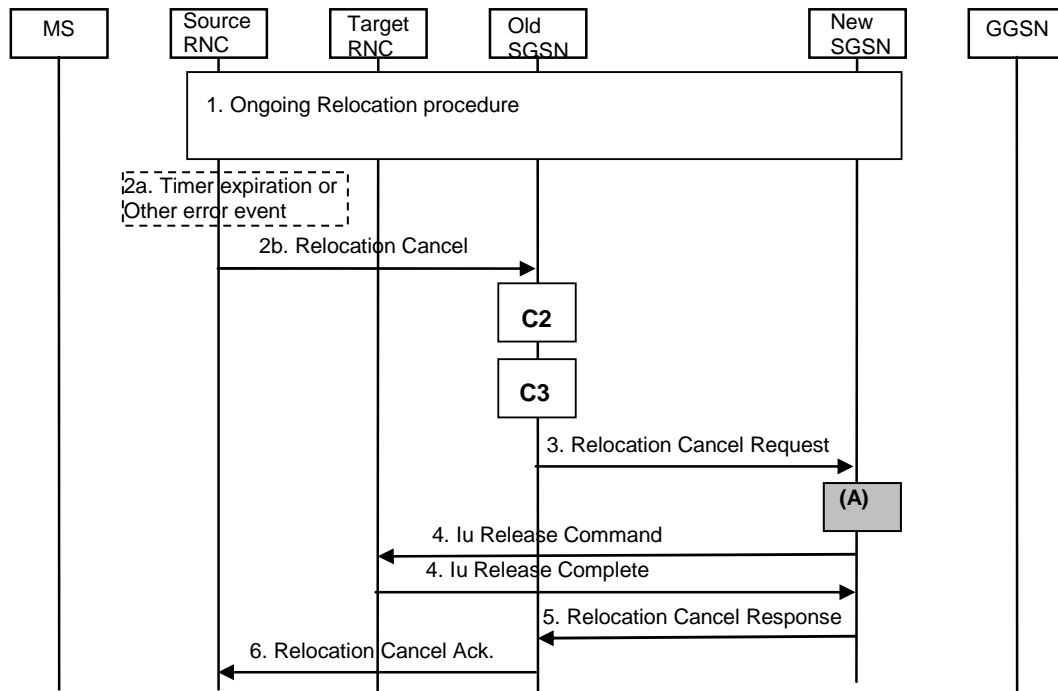 MS
Source
RNC
Target
RNC
Old
SGSN
New
SGSN
GGSN
1. Ongoing Relocation procedure
2a. Timer expiration or
Other error event
2b. Relocation Cancel
C2
C3
3. Relocation Cancel Request
(A)
4. Iu Release Command
4. Iu Release Complete
5. Relocation Cancel Response
6. Relocation Cancel Ack.